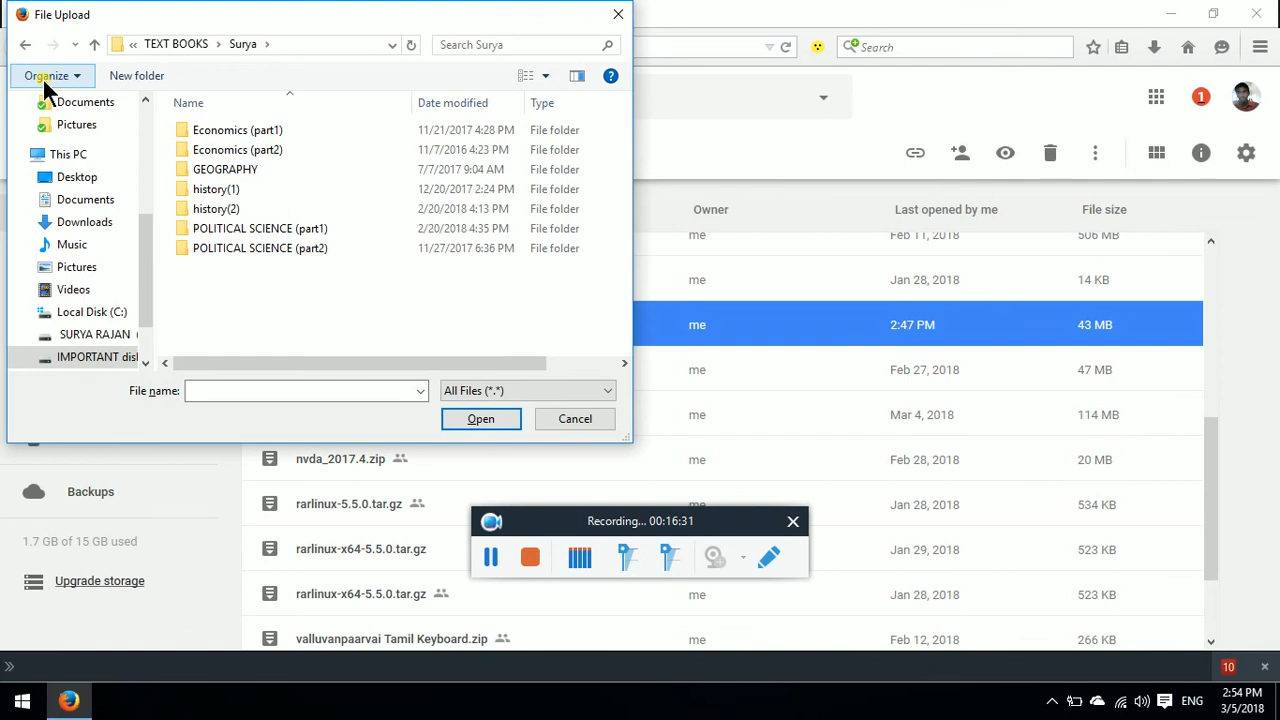 File Upload
‹‹ TEXT BOOKS > Surya >
Search Surya
Search
Organize
New folder
1
Documents
Pictures
This PC
Desktop
Documents
Downloads
Music
Pictures
Videos
Local Disk (C:)
SURYA RAJAN (
IMPORTANT disk
Name Date modified Type
Economics (part1) 11/21/2017 4:28 PM File folder
Economics (part2) 11/7/2016 4:23 PM File folder
GEOGRAPHY 7/7/2017 9:04 AM File folder
history(1) 12/20/2017 2:24 PM File folder
history(2) 2/20/2018 4:13 PM File folder
POLITICAL SCIENCE (part1) 2/20/2018 4:35 PM File folder
POLITICAL SCIENCE (part2) 11/27/2017 6:36 PM File folder
File name:
All Files (*.*)
Open
Cancel
Owner Last opened by me File size
me Feb 11, 2018 506 MB
me Jan 28, 2018 14 KB
me 2:47 PM 43 MB
me Feb 27, 2018 47 MB
me Mar 4, 2018 114 MB
nvda_2017.4.zip me Feb 28, 2018 20 MB
rarlinux-5.5.0.tar.gz me Jan 28, 2018 534 KB
rarlinux-x64-5.5.0.tar.gz Jan 29, 2018 523 KB
rarlinux-x64-5.5.0.tar.gz me Jan 28, 2018 523 KB
valluvanpaarvai Tamil Keyboard.zip me Feb 12, 2018 266 KB
Backups
1.7 GB of 15 GB used
Upgrade storage
Recording... 00:16:31
10
ENG
2:54 PM
3/5/2018